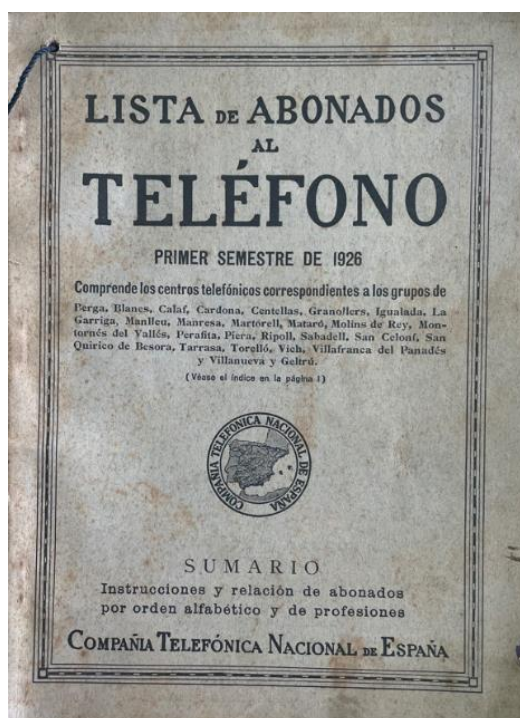 LISTA DE ABONADOS
AL
TELÉFONO
PRIMER SEMESTRE DE 1926
Comprende los centros telefónicos correspondientes a los grupos de
Berga, Blanes, Calaf, Cardona, Centellas, Granollers, Igualada, La
Garriga, Manlleu, Manresa, Martorell, Mataró, Molins de Rey, Mon-
tornés del Vallés, Perafita, Piera, Ripoll, Sabadell, San Celoní, San
Quirico de Besora, Tarrasa, Torelló, Vich, Villafranca del Panadés
y Villanueva y Geltrú.
(Véase el índice en la página 1)
COMPAÑIA TELEFONICA NACIONAL DE ESPAÑA
SUMARIO
Instrucciones y relación de abonados
por orden alfabético y de profesiones
COMPAÑIA TELEFÓNICA NACIONAL DE ESPAÑA